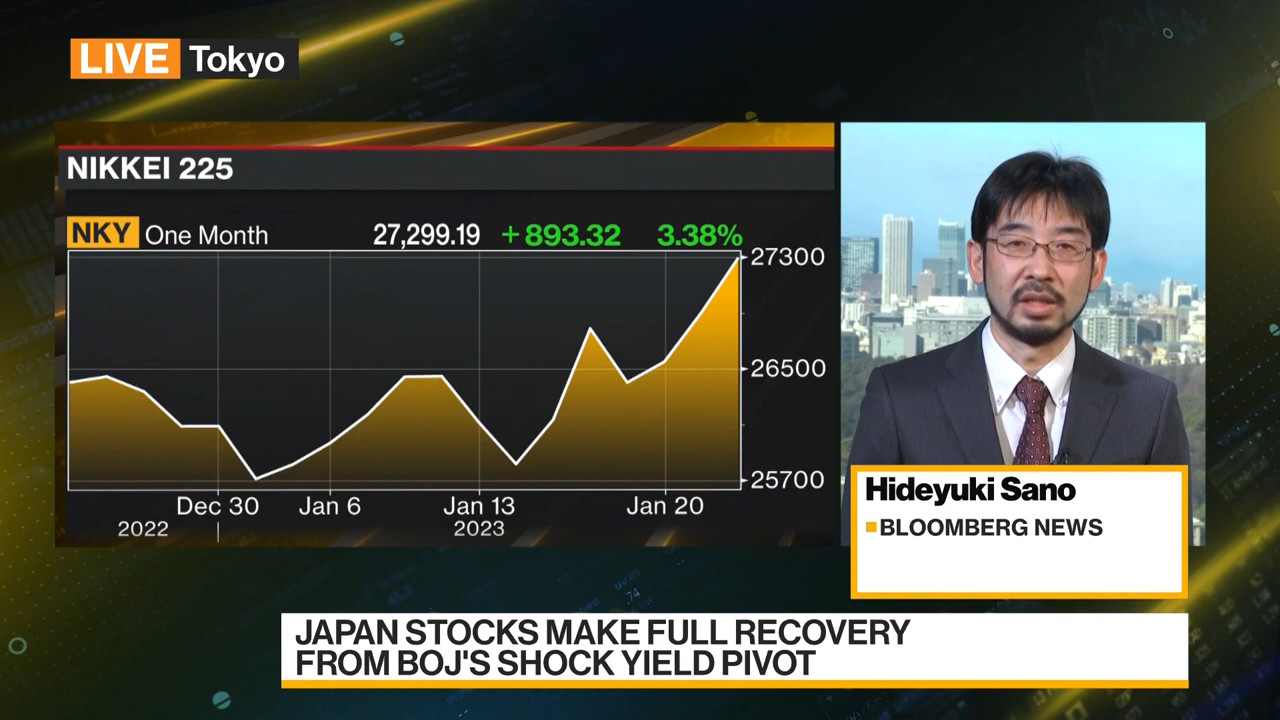 LIVE Tokyo
NIKKEI 225
NKY One Month 27,299.19 +893.32 3.38%
27300
26500
25700
Dec 30 Jan 6 Jan 13 Jan 20
2022 2023
Hideyuki Sano
BLOOMBERG NEWS
JAPAN STOCKS MAKE FULL RECOVERY
FROM BOJ'S SHOCK YIELD PIVOT